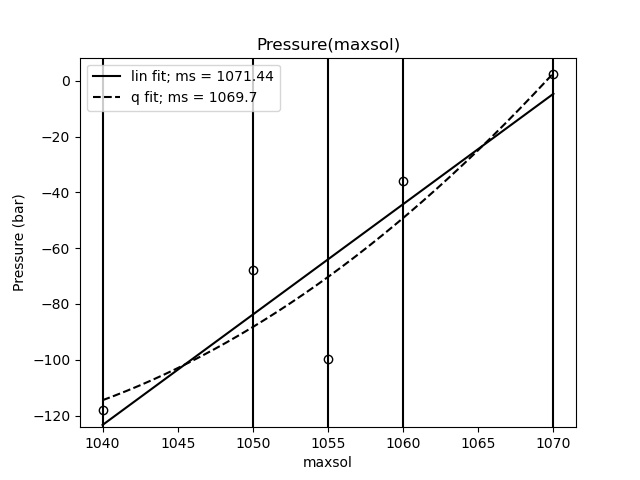 Pressure(maxsol)
lin fit; ms = 1071.44
q fit; ms = 1069.7
Pressure (bar)
0
−20
−40
−60
−80
−100
−120
1040 1045 1050 1055 1060 1065 1070
maxsol